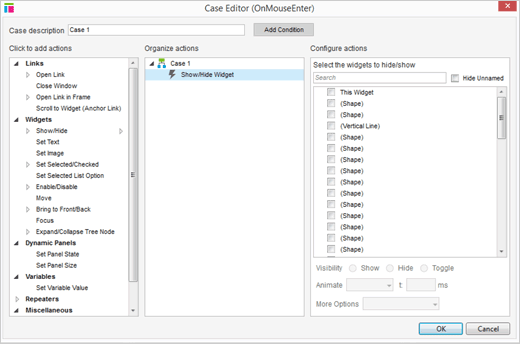 Case Editor (OnMouseEnter)
Case description Case 1 Add Condition
Click to add actions
Links
Open Link
Close Window
Open Link in Frame
Scroll to Widget (Anchor Link)
Widgets
Show/Hide
Set Text
Set Image
Set Selected/Checked
Set Selected List Option
Enable/Disable
Move
Bring to Front/Back
Focus
Expand/Collapse Tree Node
Dynamic Panels
Set Panel State
Set Panel Size
Variables
Set Variable Value
Repeaters
Miscellaneous
Organize actions
Case 1
Show/Hide Widget
Configure actions
Select the widgets to hide/show
Search Hide Unnamed
This Widget
(Shape)
(Shape)
(Vertical Line)
(Shape)
(Shape)
(Shape)
(Shape)
(Shape)
(Shape)
(Shape)
(Shape)
(Shape)
(Shape)
(Shape)
Visibility Show Hide Toggle
Animate t: ms
More Options
OK Cancel